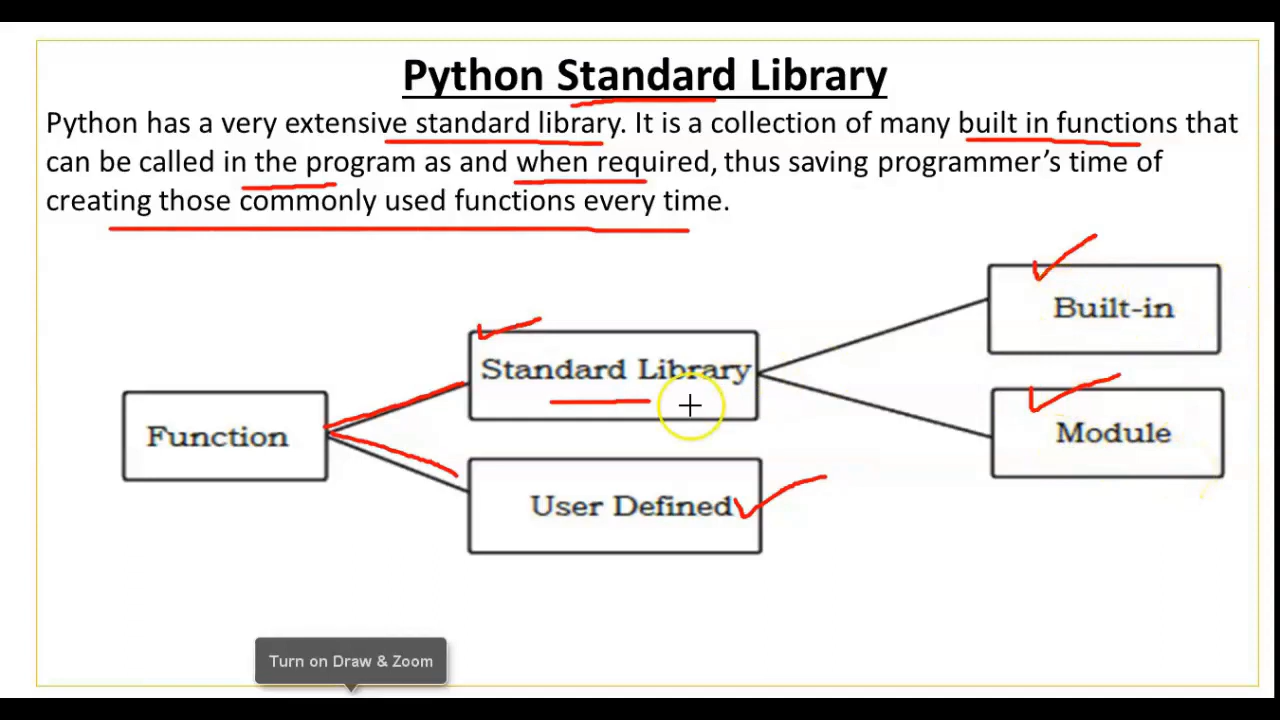 Python Standard Library
Python has a very extensive standard library. It is a collection of many built in functions that
can be called in the program as and when required, thus saving programmer’s time of
creating those commonly used functions every time.
Built-in
Standard Library
Function
Module
User Defined
Turn on Draw & Zoom